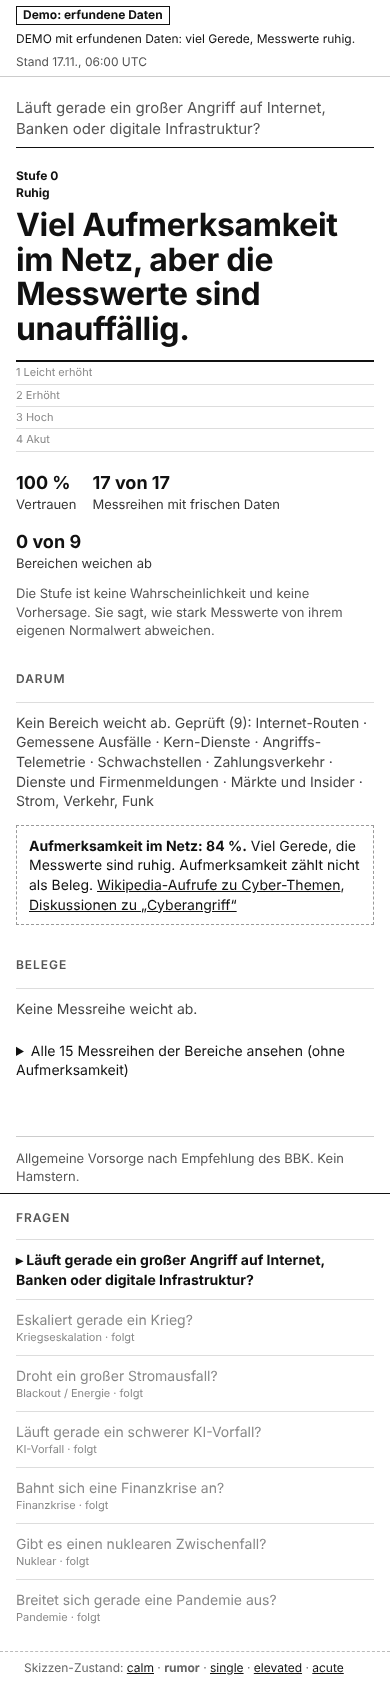 Demo: erfundene Daten
DEMO mit erfundenen Daten: viel Gerede, Messwerte ruhig.
Stand 17.11., 06:00 UTC
Läuft gerade ein großer Angriff auf Internet,
Banken oder digitale Infrastruktur?
Stufe 0
Ruhig
Viel Aufmerksamkeit
im Netz, aber die
Messwerte sind
unauffällig.
1 Leicht erhöht
2 Erhöht
3 Hoch
4 Akut
100 % 17 von 17
Vertrauen Messreihen mit frischen Daten
0 von 9
Bereichen weichen ab
Die Stufe ist keine Wahrscheinlichkeit und keine
Vorhersage. Sie sagt, wie stark Messwerte von ihrem
eigenen Normalwert abweichen.
DARUM
Kein Bereich weicht ab. Geprüft (9): Internet-Routen ·
Gemessene Ausfälle · Kern-Dienste · Angriffs-
Telemetrie · Schwachstellen · Zahlungsverkehr ·
Dienste und Firmenmeldungen · Märkte und Insider ·
Strom, Verkehr, Funk
Aufmerksamkeit im Netz: 84 %. Viel Gerede, die
Messwerte sind ruhig. Aufmerksamkeit zählt nicht
als Beleg. Wikipedia-Aufrufe zu Cyber-Themen,
Diskussionen zu „Cyberangriff“
BELEGE
Keine Messreihe weicht ab.
▶ Alle 15 Messreihen der Bereiche ansehen (ohne
Aufmerksamkeit)
Allgemeine Vorsorge nach Empfehlung des BBK. Kein
Hamstern.
FRAGEN
▸ Läuft gerade ein großer Angriff auf Internet,
Banken oder digitale Infrastruktur?
Eskaliert gerade ein Krieg?
Kriegseskalation · folgt
Droht ein großer Stromausfall?
Blackout / Energie · folgt
Läuft gerade ein schwerer KI-Vorfall?
KI-Vorfall · folgt
Bahnt sich eine Finanzkrise an?
Finanzkrise · folgt
Gibt es einen nuklearen Zwischenfall?
Nuklear · folgt
Breitet sich gerade eine Pandemie aus?
Pandemie · folgt
Skizzen-Zustand: calm · rumor · single · elevated · acute